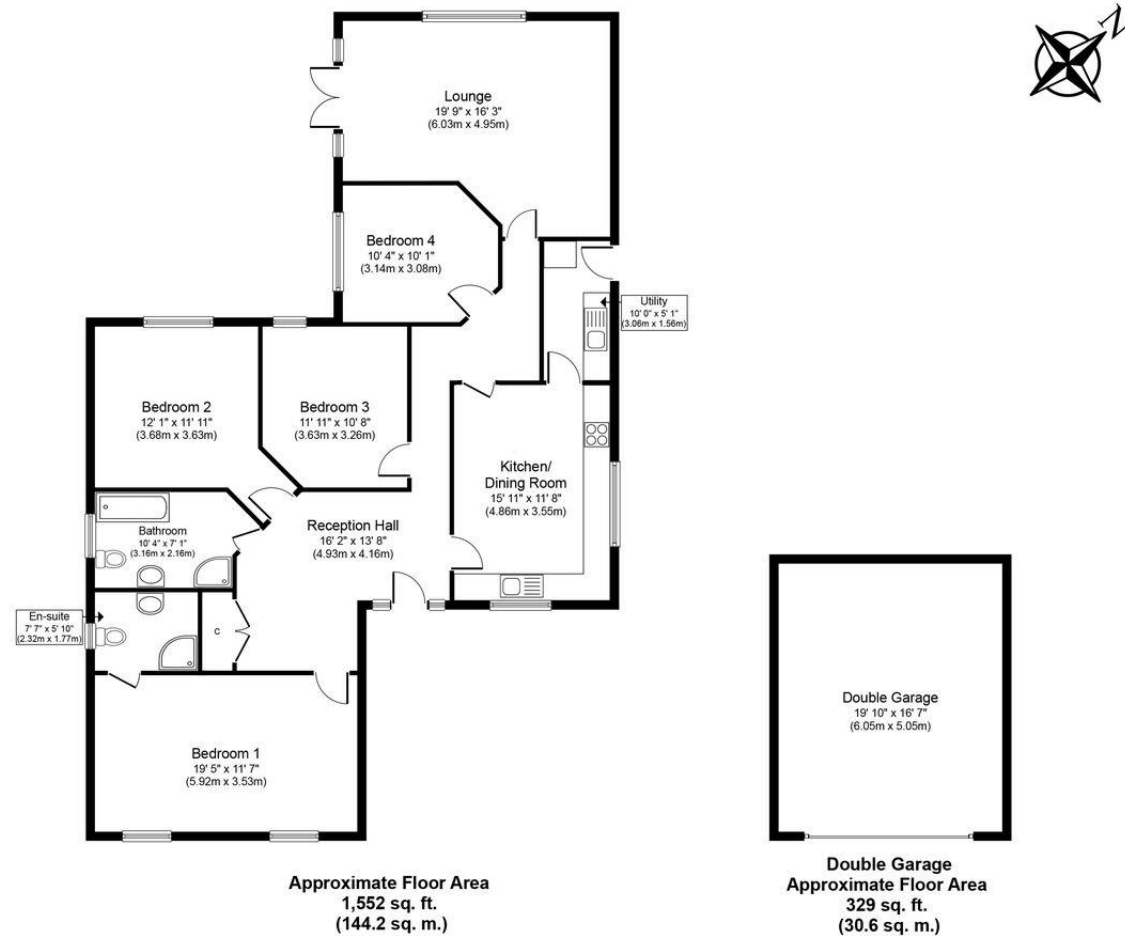 N
Lounge
19' 9" x 16' 3"
(6.03m x 4.95m)
Bedroom 4
10' 4" x 10' 1"
(3.14m x 3.08m)
Utility
10' 0" x 5' 1"
(3.06m x 1.56m)
Bedroom 2
12' 1" x 11' 11"
(3.68m x 3.63m)
Bedroom 3
11' 11" x 10' 8"
(3.63m x 3.26m)
Kitchen/
Dining Room
15' 11" x 11' 8"
(4.86m x 3.55m)
Bathroom
10' 4" x 7' 1"
(3.16m x 2.16m)
Reception Hall
16' 2" x 13' 8"
(4.93m x 4.16m)
En-suite
7' 7" x 5' 10"
(2.32m x 1.77m)
C
Bedroom 1
19' 5" x 11' 7"
(5.92m x 3.53m)
Double Garage
19' 10" x 16' 7"
(6.05m x 5.05m)
Approximate Floor Area
1,552 sq. ft.
(144.2 sq. m.)
Double Garage
Approximate Floor Area
329 sq. ft.
(30.6 sq. m.)